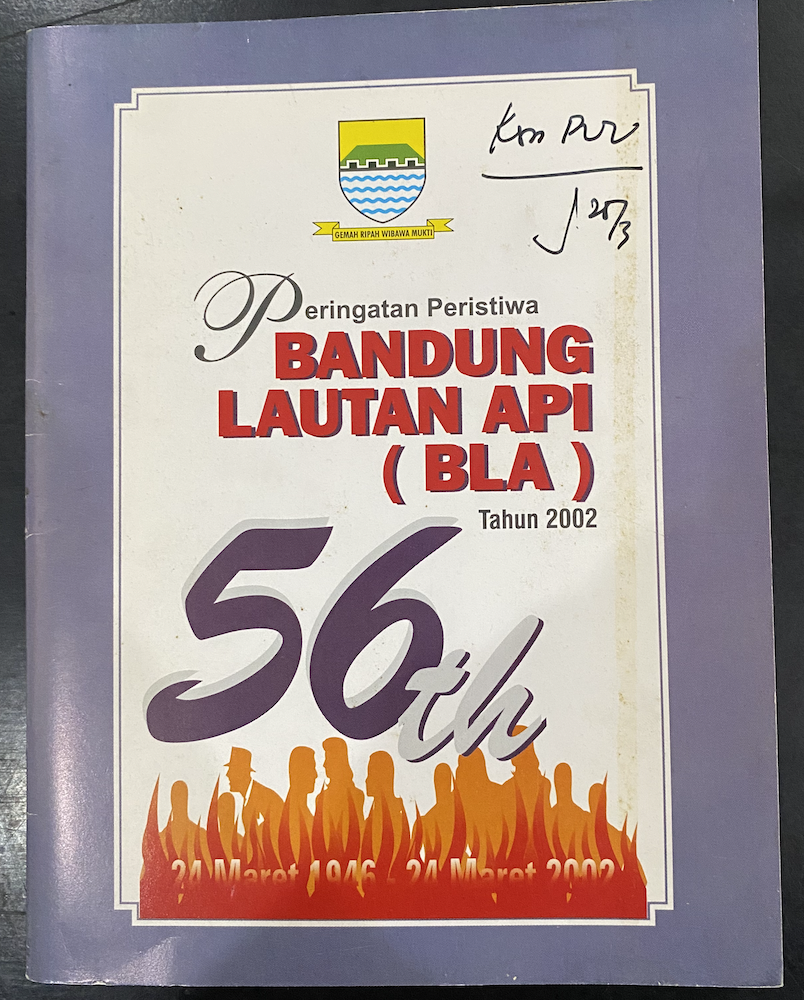 GEMAH RIPAH WIBAWA MUKTI
Peringatan Peristiwa
BANDUNG
LAUTAN API
( BLA )
Tahun 2002
56th
24 Maret 1946 - 24 Maret 2002